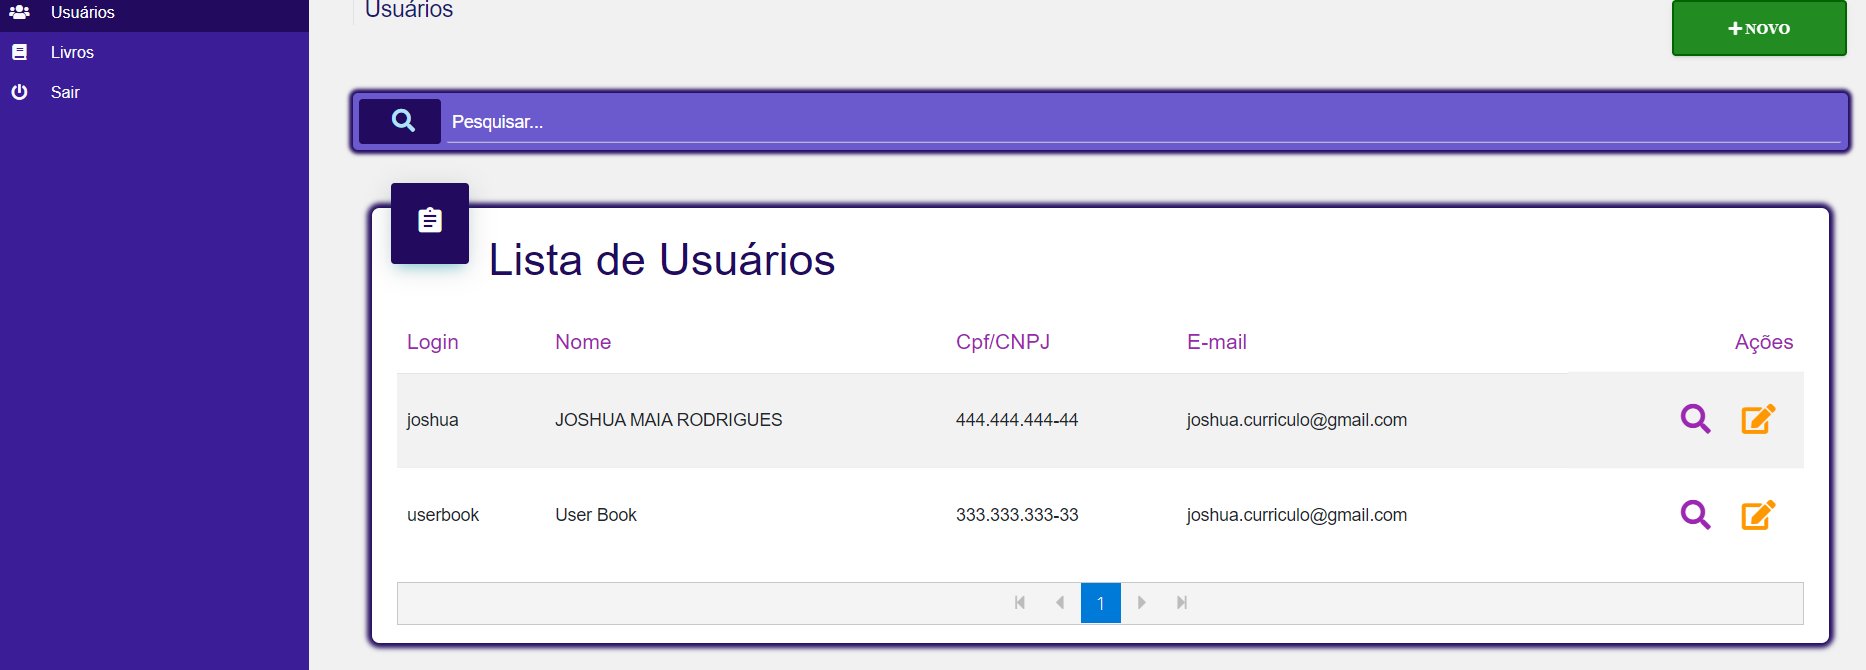 Usuários
Livros
Sair
Usuários
NOVO
Pesquisar...
Lista de Usuários
Login Nome Cpf/CNPJ E-mail Ações
joshua JOSHUA MAIA RODRIGUES 444.444.444-44 joshua.curriculo@gmail.com
userbook User Book 333.333.333-33 joshua.curriculo@gmail.com
1